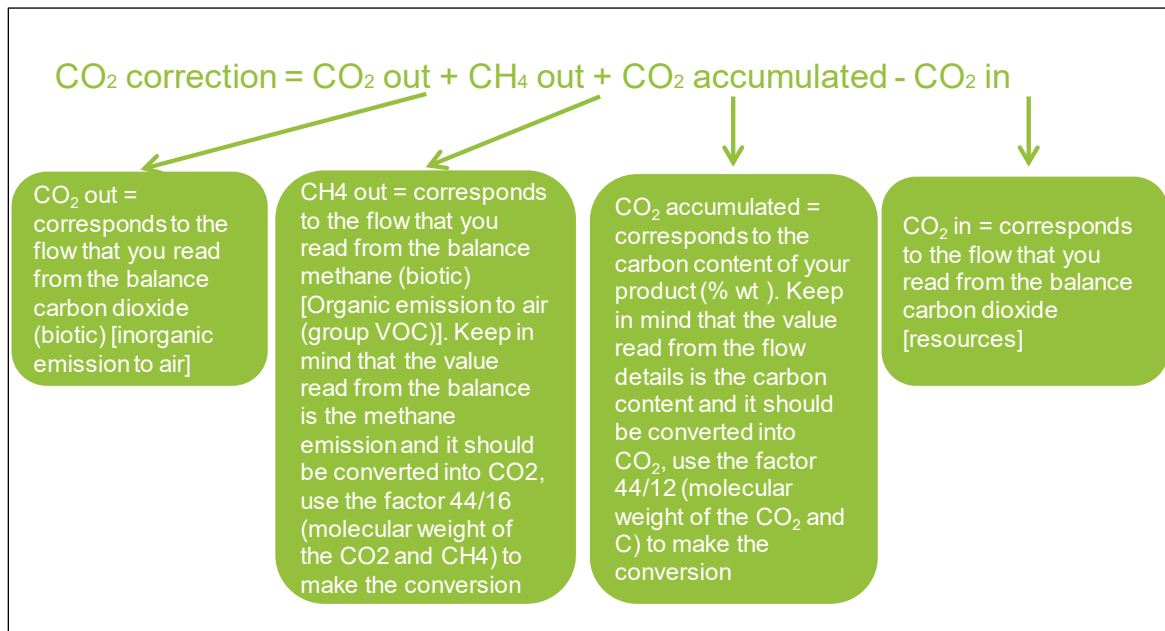 CO₂ correction = CO₂ out + CH₄ out + CO₂ accumulated - CO₂ in
CO₂ out =
corresponds to the
flow that you read
from the balance
carbon dioxide
(biotic) [inorganic
emission to air]
CH4 out = corresponds
to the flow that you
read from the balance
methane (biotic)
[Organic emission to air
(group VOC)]. Keep in
mind that the value
read from the balance
is the methane
emission and it should
be converted into CO2,
use the factor 44/16
(molecular weight of
the CO2 and CH4) to
make the conversion
CO₂ accumulated =
corresponds to the
carbon content of your
product (% wt ). Keep
in mind that the value
read from the flow
details is the carbon
content and it should
be converted into
CO₂, use the factor
44/12 (molecular
weight of the CO₂ and
C) to make the
conversion
CO₂ in = corresponds
to the flow that you
read from the balance
carbon dioxide
[resources]